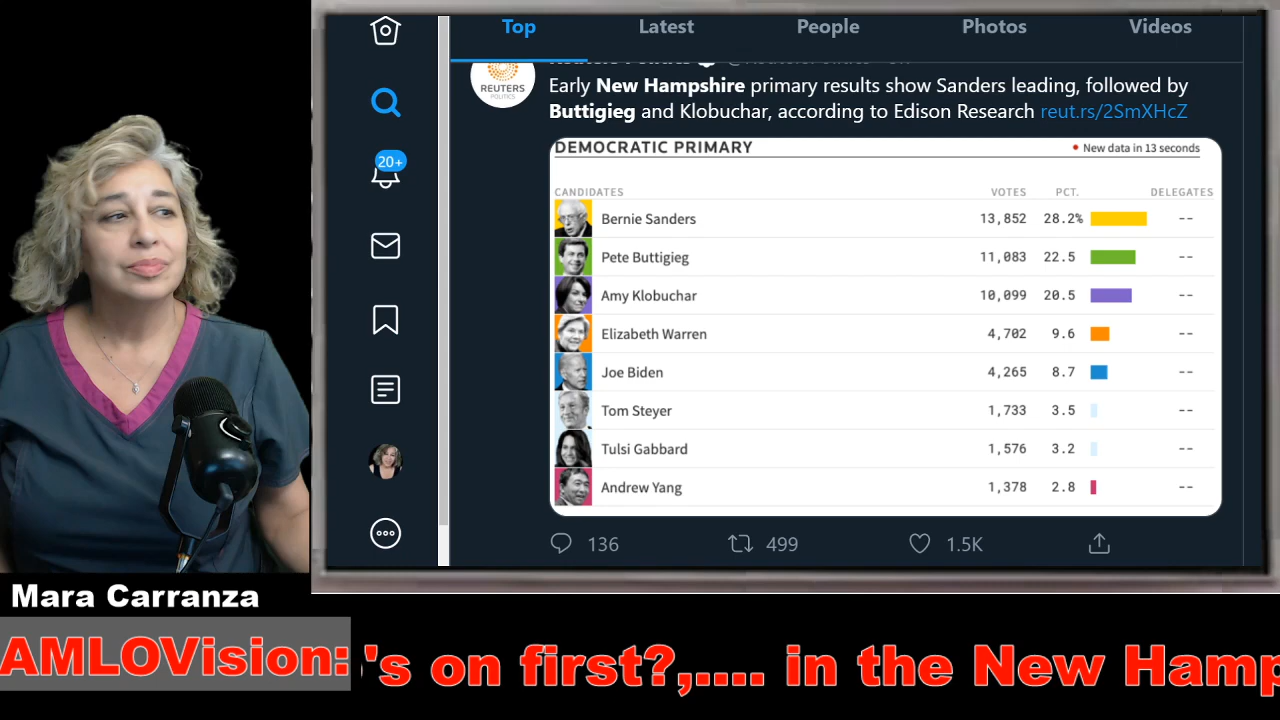 Top Latest People Photos Videos
20+
REUTERS
POLITICS
Early New Hampshire primary results show Sanders leading, followed by
Buttigieg and Klobuchar, according to Edison Research reut.rs/2SmXHcZ
DEMOCRATIC PRIMARY
New data in 13 seconds
CANDIDATES VOTES PCT. DELEGATES
Bernie Sanders 13,852 28.2% --
Pete Buttigieg 11,083 22.5 --
Amy Klobuchar 10,099 20.5 --
Elizabeth Warren 4,702 9.6 --
Joe Biden 4,265 8.7 --
Tom Steyer 1,733 3.5 --
Tulsi Gabbard 1,576 3.2 --
Andrew Yang 1,378 2.8 --
136 499 1.5K
Mara Carranza
AMLOVision: 's on first?,.... in the New Hamp